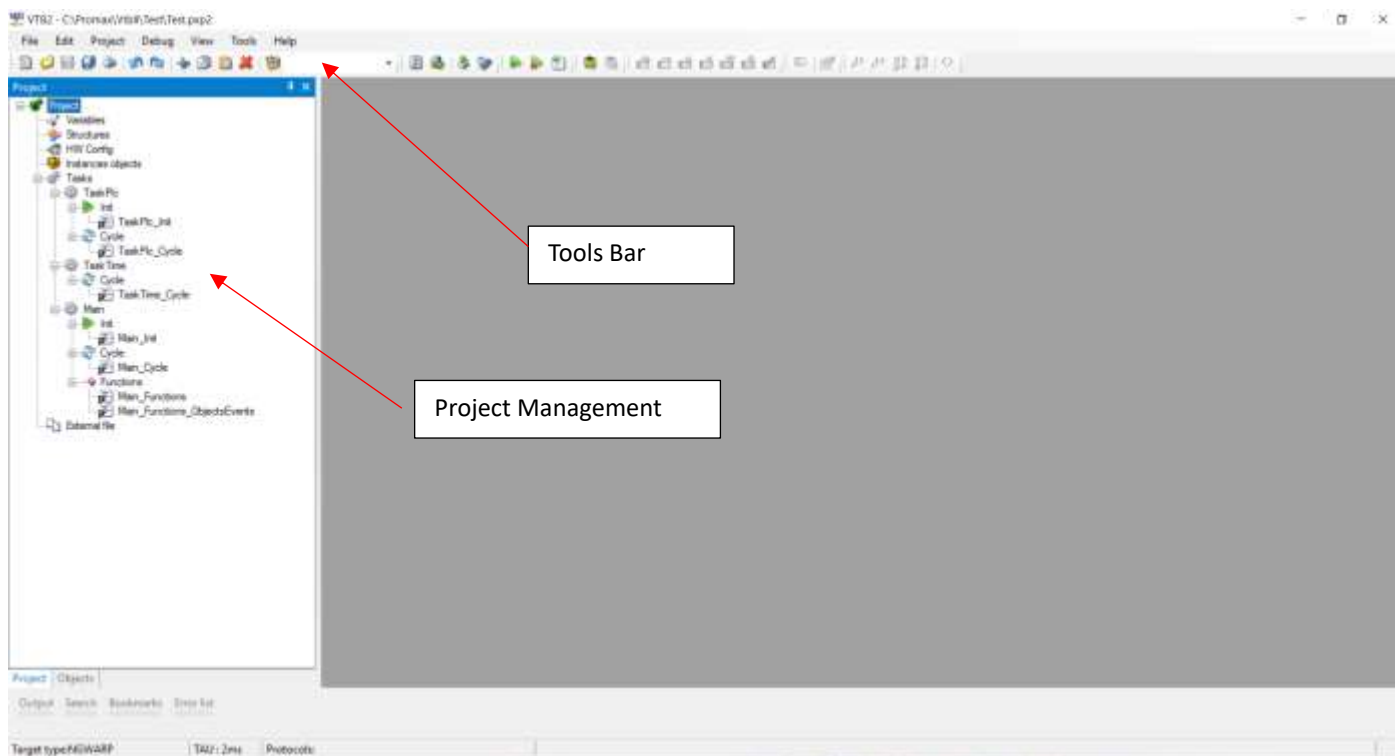 VTB2 - C:\Promax\Vtbll\Test\Test.pxp2
File Edit Project Debug View Tools Help
Project
Project
Variables
Structures
HW Config
Instances objects
Tasks
TaskPlc
Init
TaskPlc_Init
Cycle
TaskPlc_Cycle
Tools Bar
TaskTime
Cycle
TaskTime_Cycle
Main
Init
Main_Init
Cycle
Main_Cycle
Functions
Main_Functions
Project Management
Main_Functions_ObjectsEvents
External file
Project Objects
Output Search Bookmarks Error list
Target type:NGWARP TAU : 2ms Protocols: